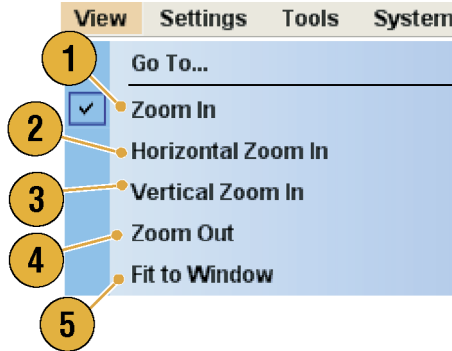 View Settings Tools System
Go To...
1
Zoom In
2
Horizontal Zoom In
3
Vertical Zoom In
4
Zoom Out
5
Fit to Window